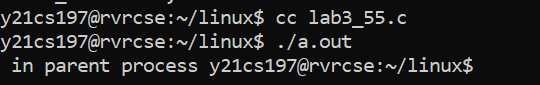 y21cs197@rvrcse:~/linux$ cc lab3_55.c
y21cs197@rvrcse:~/linux$ ./a.out
 in parent process y21cs197@rvrcse:~/linux$